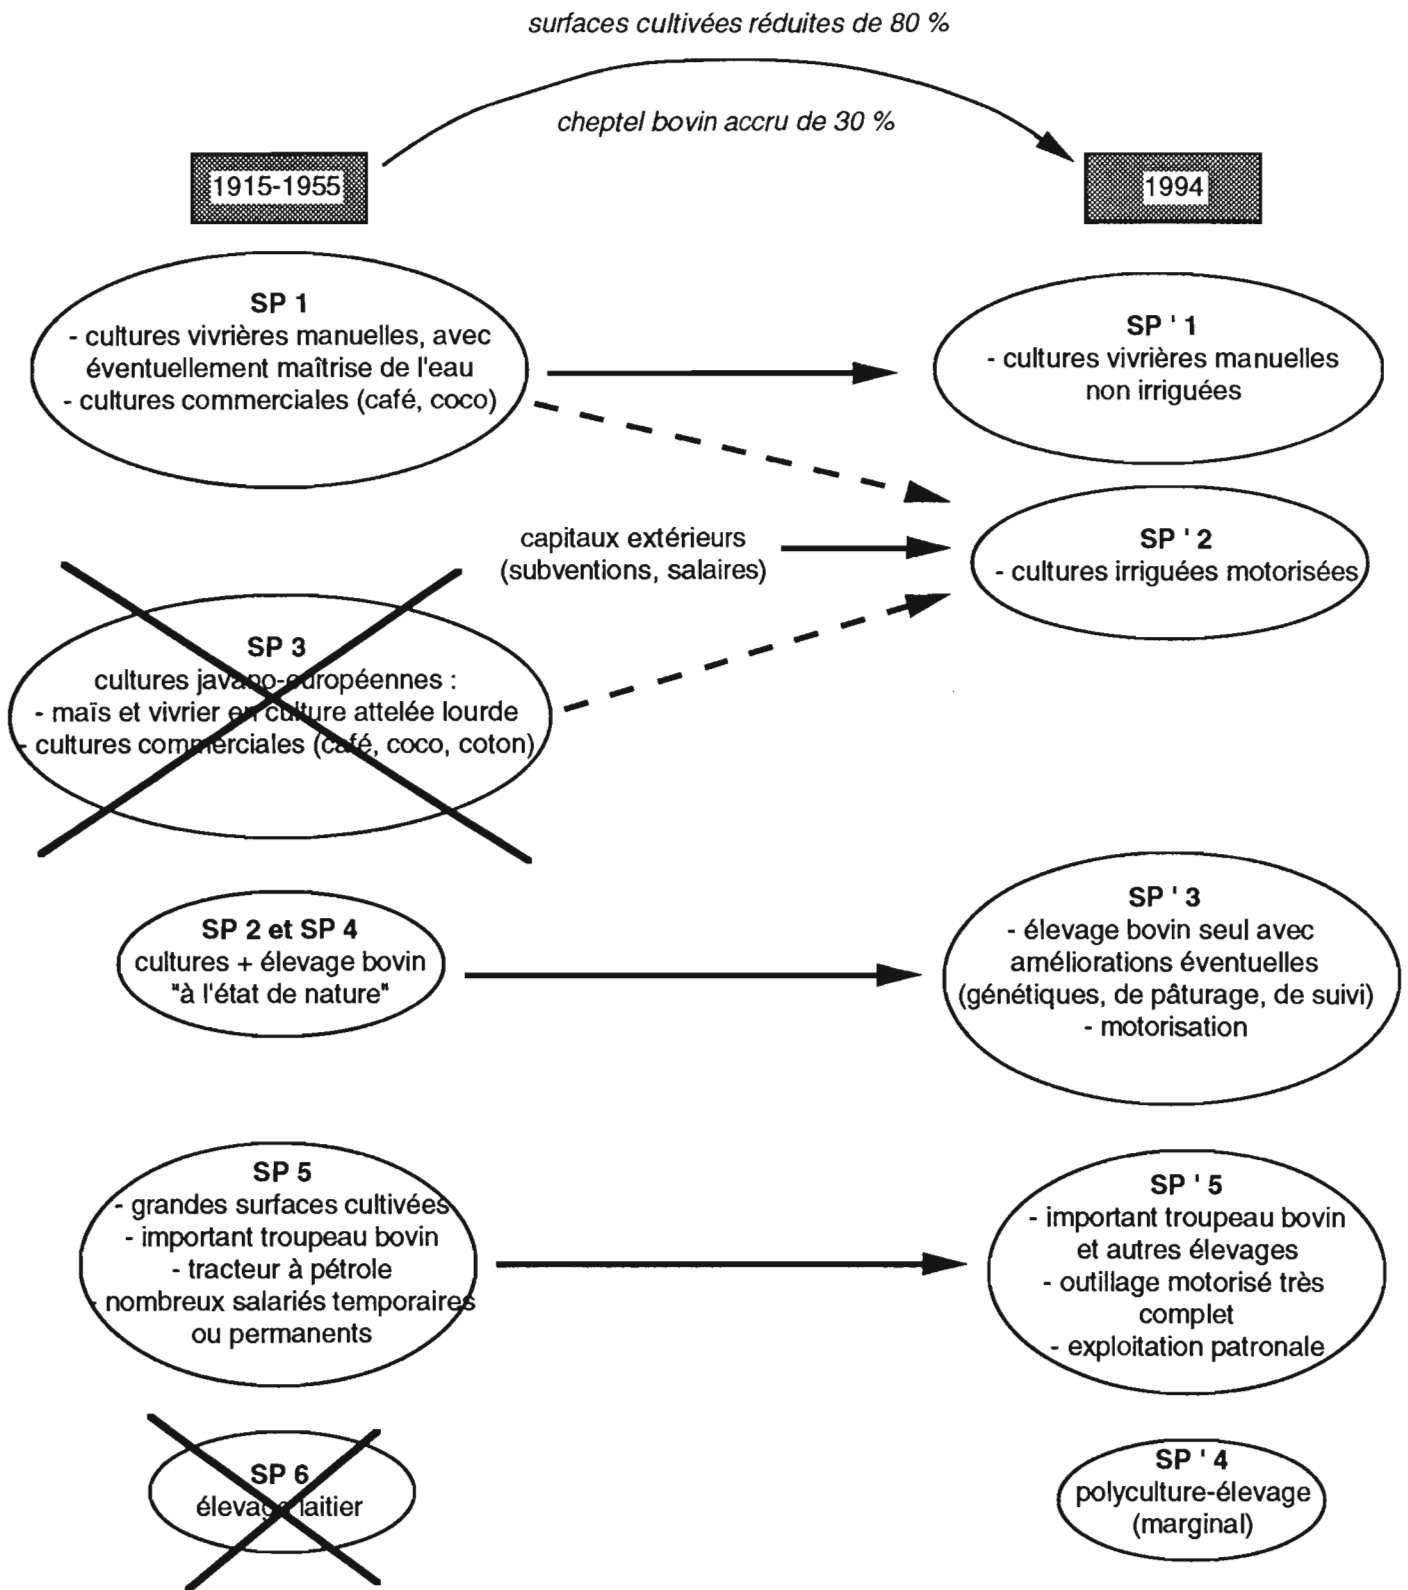 surfaces cultivées réduites de 80 %
cheptel bovin accru de 30 %
1915-1955
1994
SP 1
- cultures vivrières manuelles, avec
éventuellement maîtrise de l'eau
- cultures commerciales (café, coco)
SP ' 1
- cultures vivrières manuelles
non irriguées
capitaux extérieurs
(subventions, salaires)
SP ' 2
- cultures irriguées motorisées
SP 3
cultures javano-européennes :
- maïs et vivrier en culture attelée lourde
- cultures commerciales (café, coco, coton)
SP 2 et SP 4
cultures + élevage bovin
"à l'état de nature"
SP ' 3
- élevage bovin seul avec
améliorations éventuelles
(génétiques, de pâturage, de suivi)
- motorisation
SP 5
- grandes surfaces cultivées
- important troupeau bovin
- tracteur à pétrole
- nombreux salariés temporaires
ou permanents
SP ' 5
- important troupeau bovin
et autres élevages
- outillage motorisé très
complet
- exploitation patronale
SP 6
élevage laitier
SP ' 4
polyculture-élevage
(marginal)